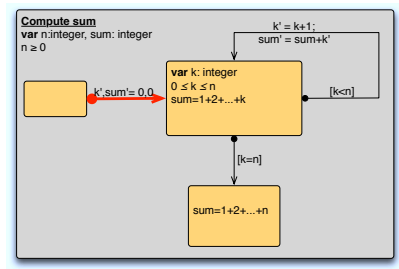 Compute sum
var n:integer, sum: integer
n ≥ 0
k' = k+1;
sum' = sum+k'
k',sum'= 0,0
var k: integer
0 ≤ k ≤ n
sum=1+2+...+k
[k<n]
[k=n]
sum=1+2+...+n